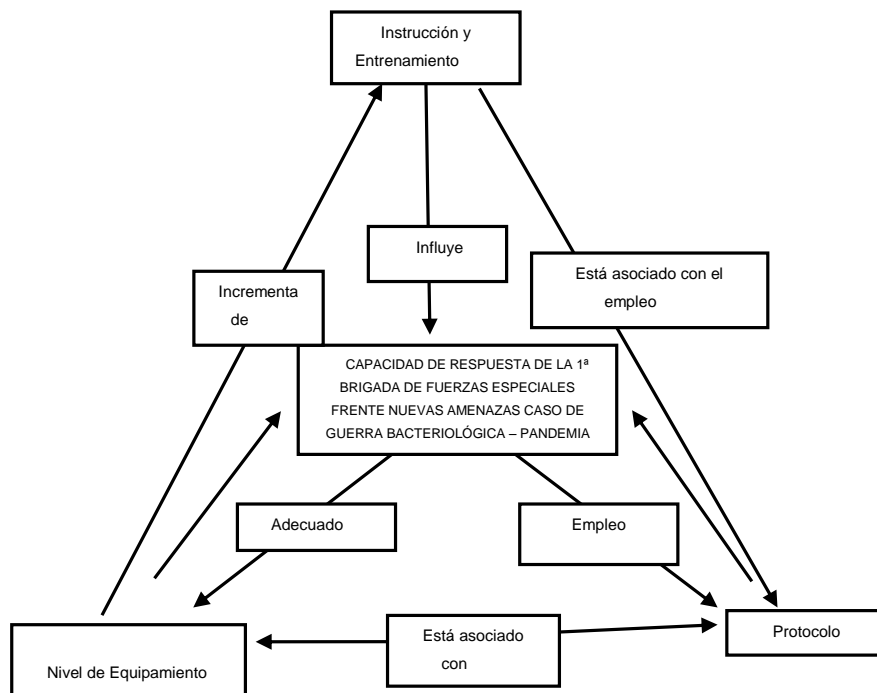 Instrucción y
Entrenamiento
Influye
Está asociado con el
empleo
Incrementa
de
CAPACIDAD DE RESPUESTA DE LA 1ª
BRIGADA DE FUERZAS ESPECIALES
FRENTE NUEVAS AMENAZAS CASO DE
GUERRA BACTERIOLÓGICA – PANDEMIA
Adecuado
Empleo
Está asociado
con
Protocolo
Nivel de Equipamiento